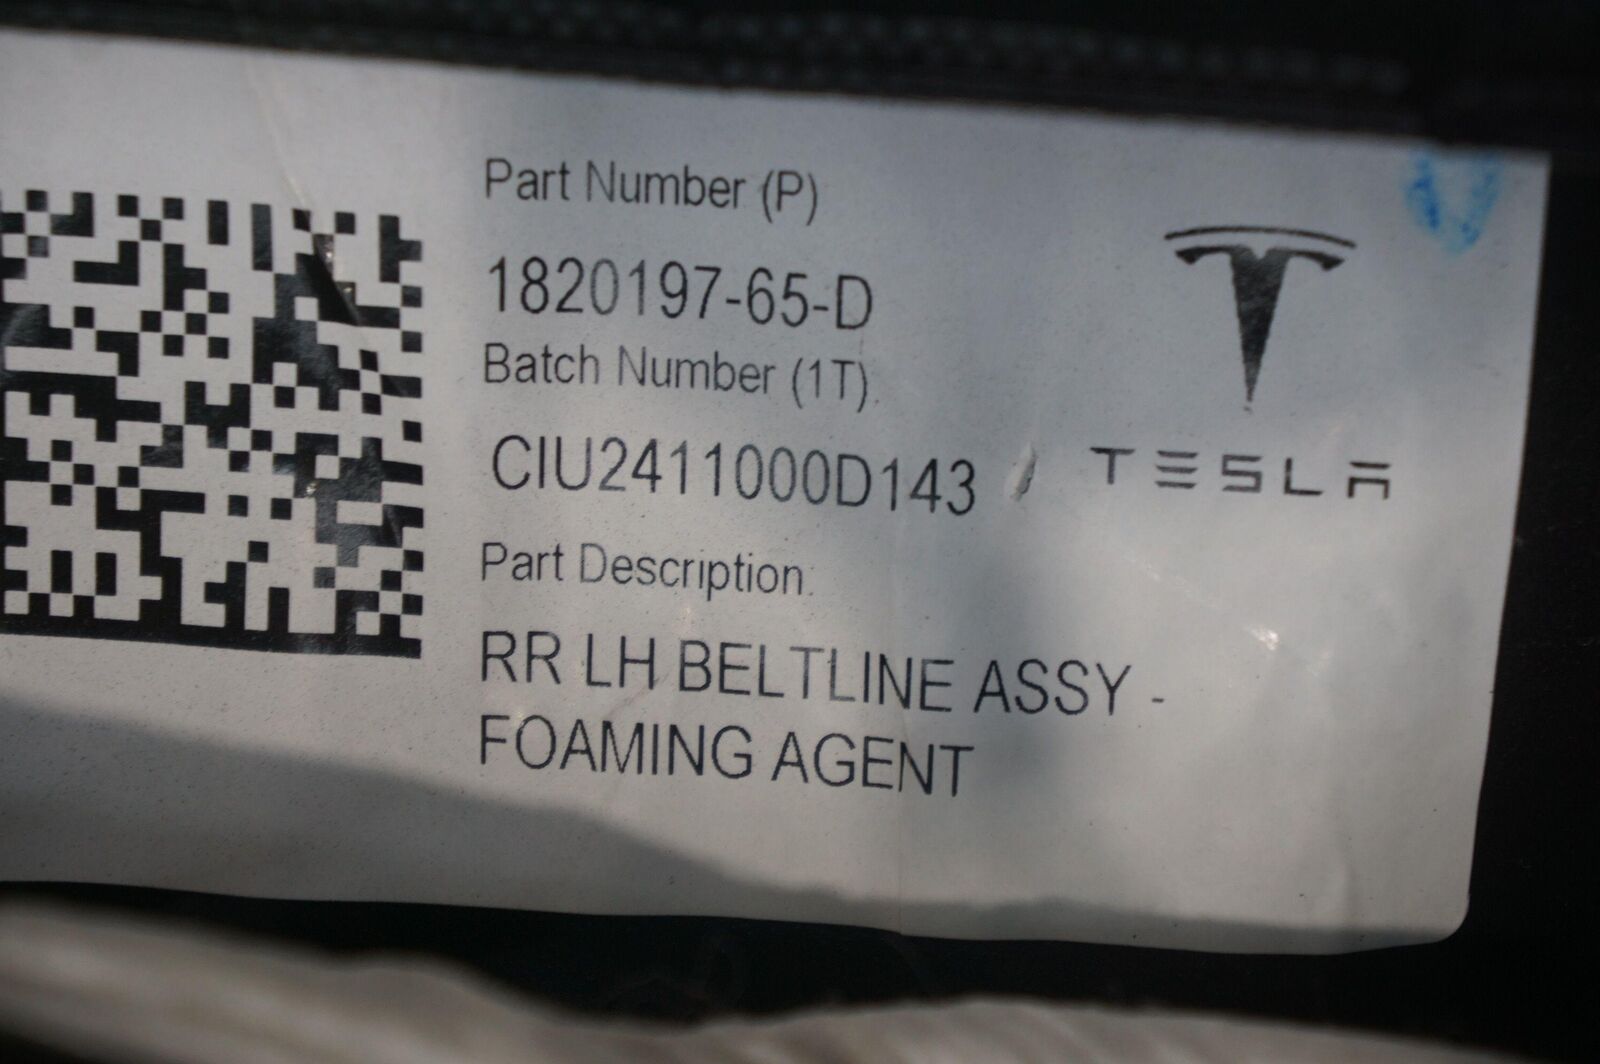 Part Number (P)
1820197-65-D
Batch Number (1T)
CIU2411000D143
Part Description:
RR LH BELTLINE ASSY -
FOAMING AGENT
TESLA